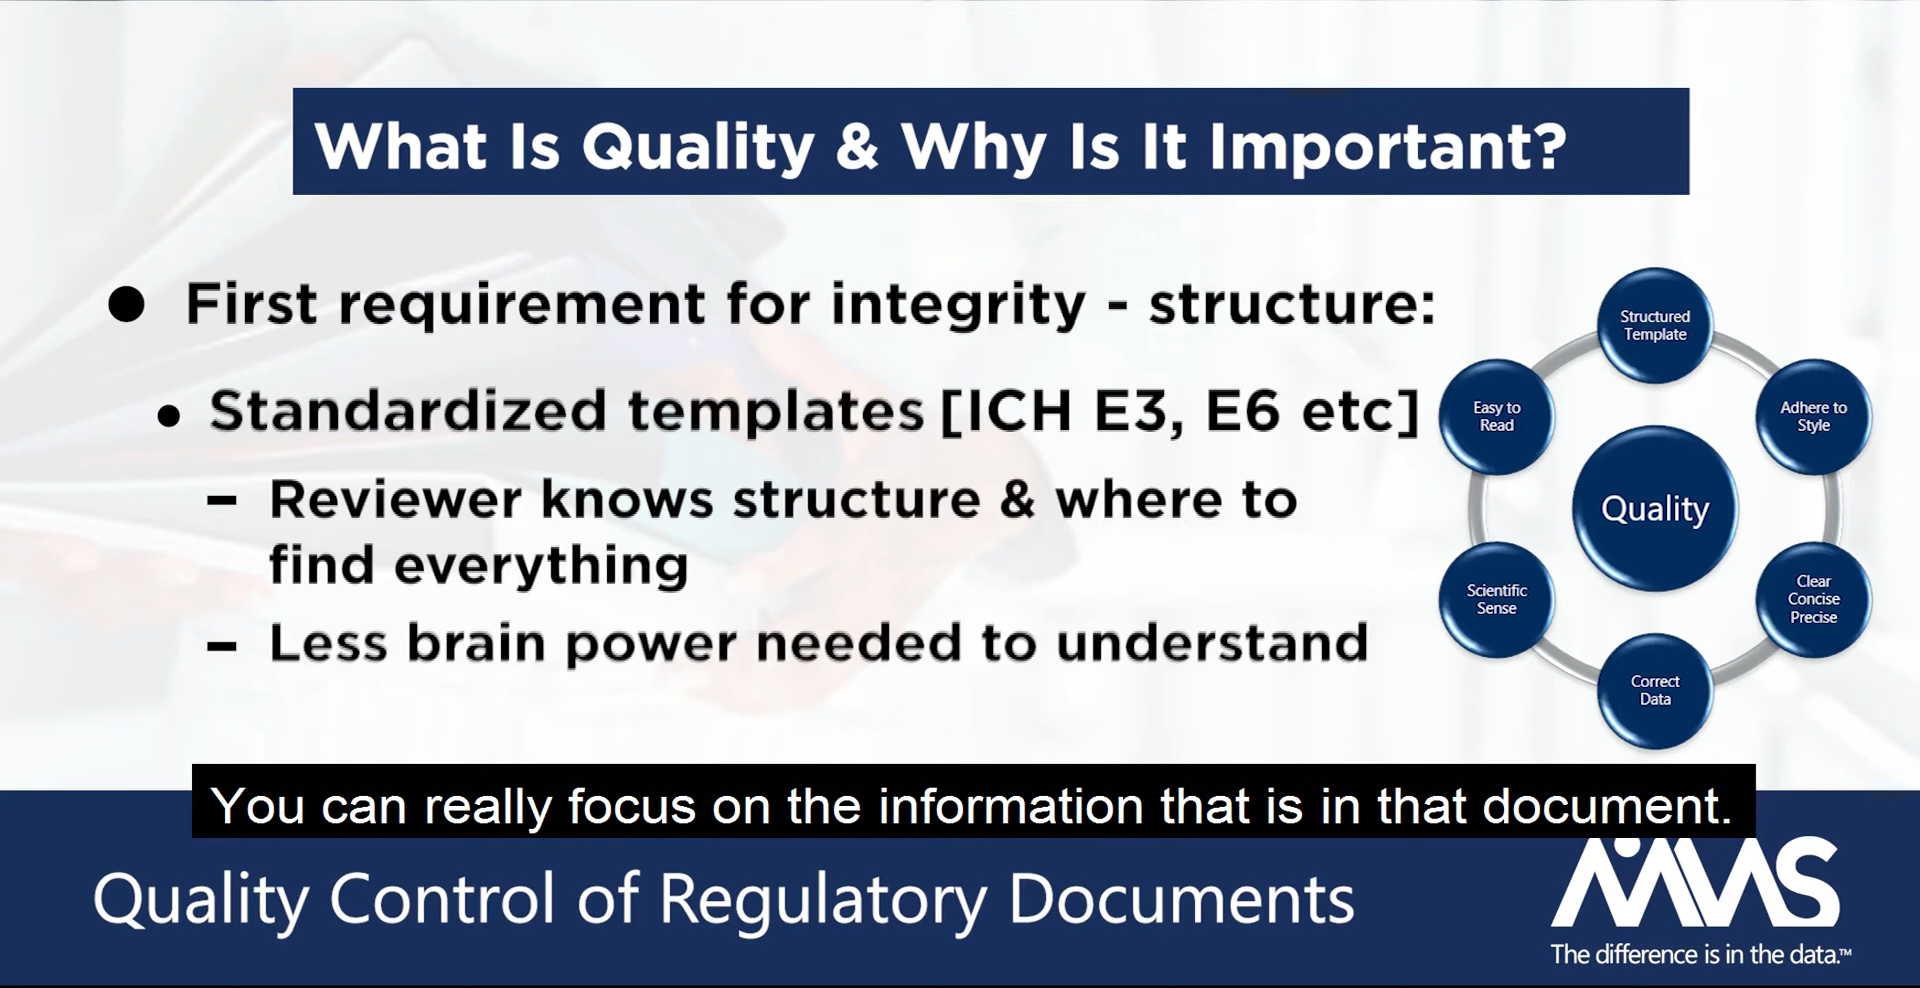 What Is Quality & Why Is It Important?
● First requirement for integrity - structure:
● Standardized templates [ICH E3, E6 etc]
– Reviewer knows structure & where to
find everything
– Less brain power needed to understand
Structured
Template
Adhere to
Style
Clear
Concise
Precise
Correct
Data
Scientific
Sense
Easy to
Read
Quality
You can really focus on the information that is in that document.
Quality Control of Regulatory Documents
MMS
The difference is in the data.™